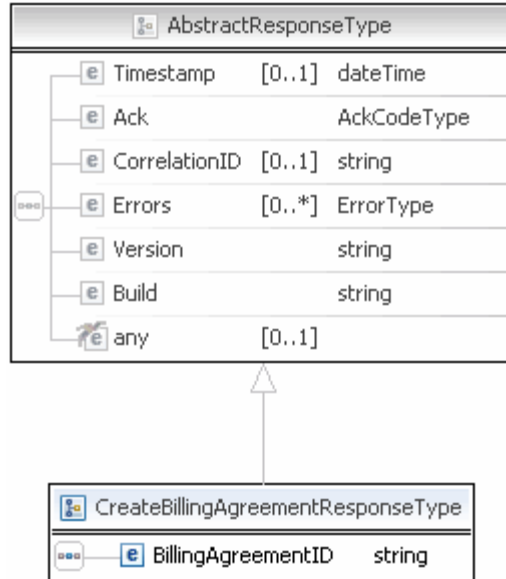 AbstractResponseType
e Timestamp [0..1] dateTime
e Ack AckCodeType
e CorrelationID [0..1] string
e Errors [0..*] ErrorType
e Version string
e Build string
e any [0..1]
CreateBillingAgreementResponseType
e BillingAgreementID string